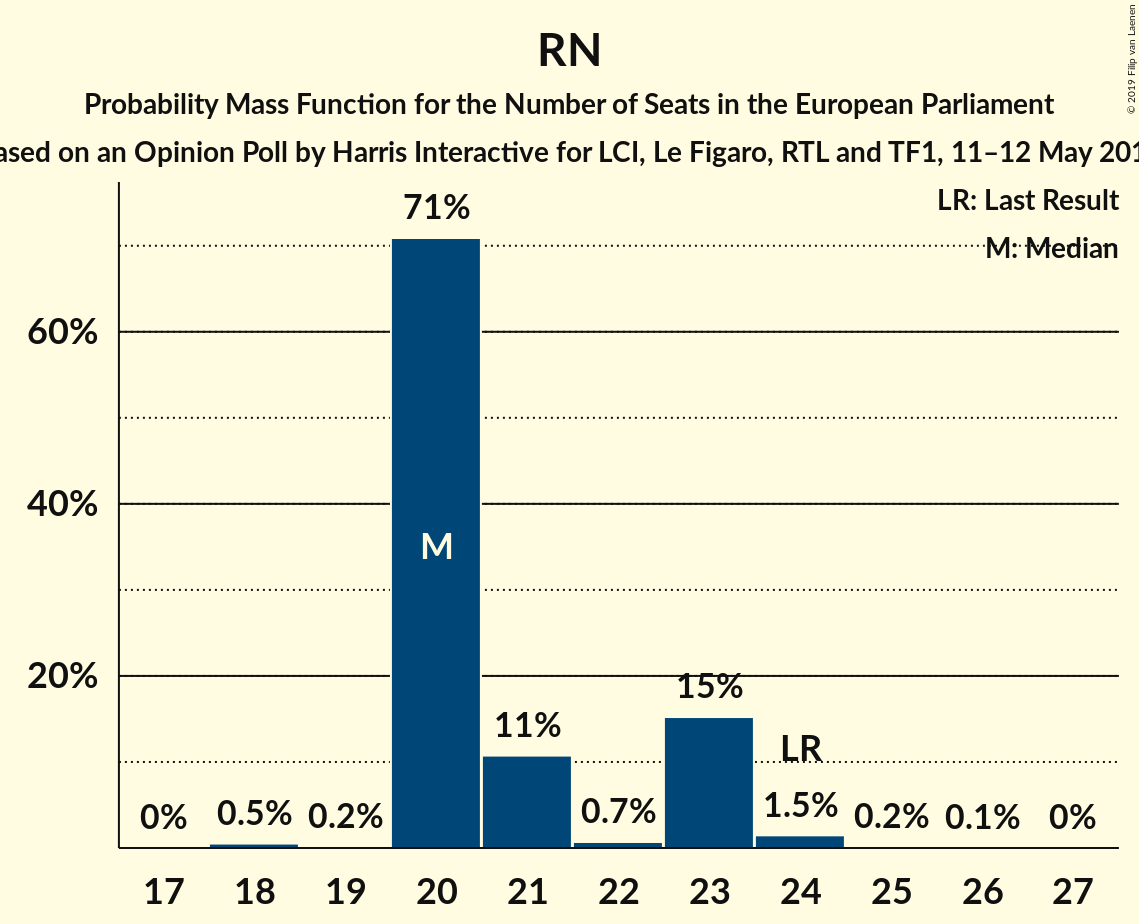 RN
Probability Mass Function for the Number of Seats in the European Parliament
ased on an Opinion Poll by Harris Interactive for LCI, Le Figaro, RTL and TF1, 11–12 May 201
© 2019 Filip van Laenen
LR: Last Result
M: Median
71%
60%
40%
20%
M
15%
11%
LR
0%
0.5%
0.2%
0.7%
1.5%
0.2%
0.1%
0%
17 18 19 20 21 22 23 24 25 26 27